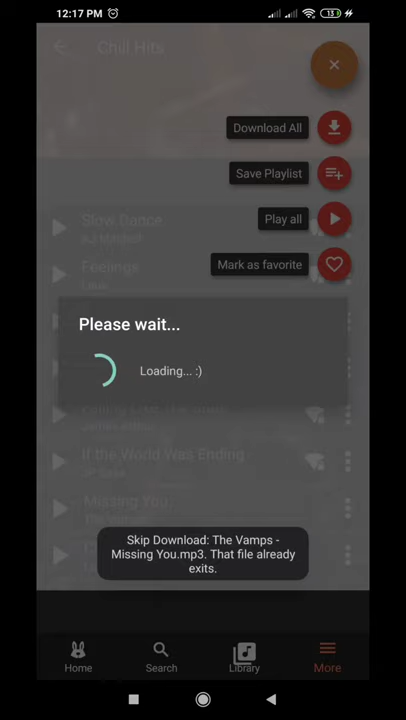 12:17 PM
13
Chill Hits
Download All
Save Playlist
Slow Dance
Play all
Feelings
Mark as favorite
Please wait...
Loading... :)
If the World Was Ending
Missing You
Skip Download: The Vamps -
Missing You.mp3. That file already
exits.
Home
Search
Library
More